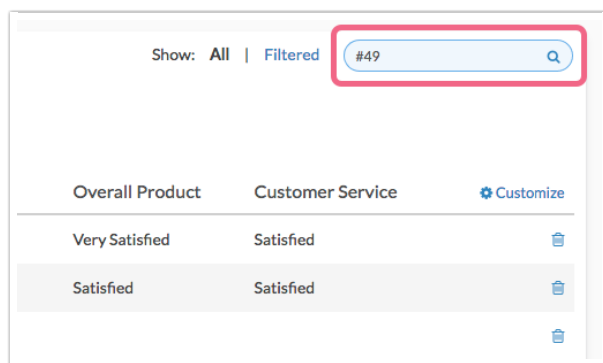 Show: All | Filtered #49
Overall Product Customer Service Customize
Very Satisfied Satisfied
Satisfied Satisfied